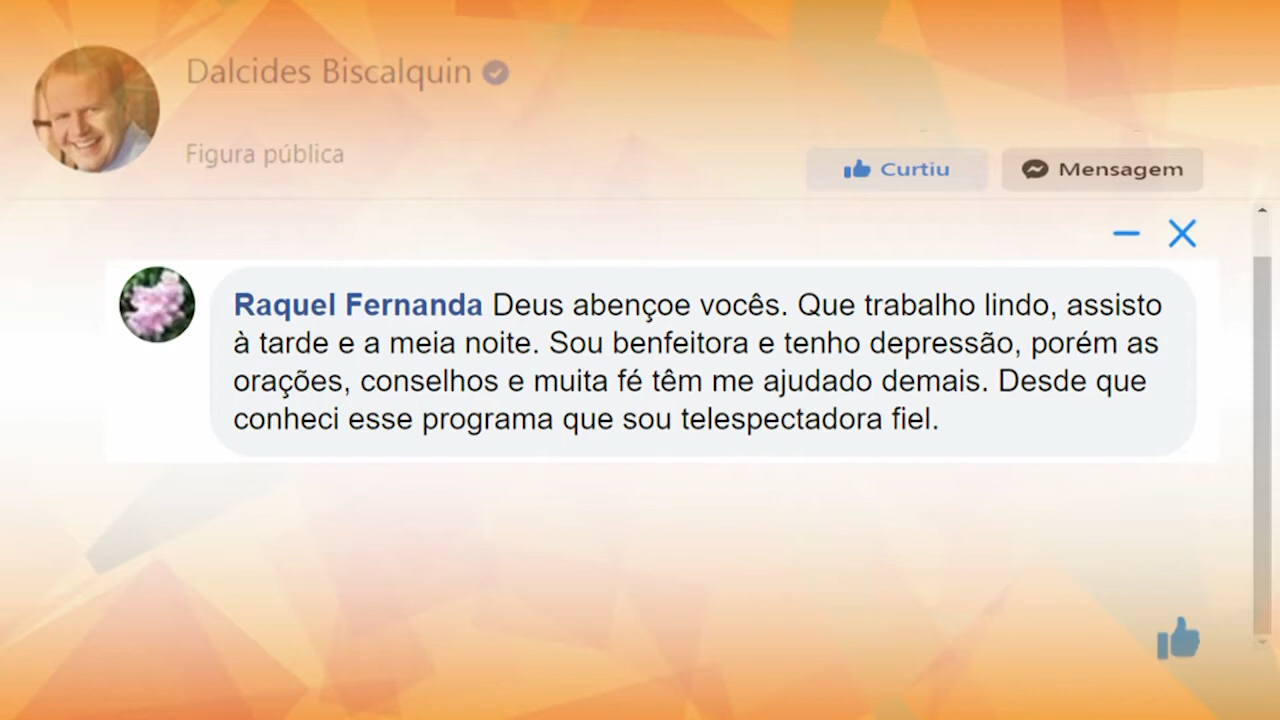 Dalcides Biscalquin
Figura pública
Curtiu
Mensagem
Raquel Fernanda Deus abençoe vocês. Que trabalho lindo, assisto
à tarde e a meia noite. Sou benfeitora e tenho depressão, porém as
orações, conselhos e muita fé têm me ajudado demais. Desde que
conheci esse programa que sou telespectadora fiel.